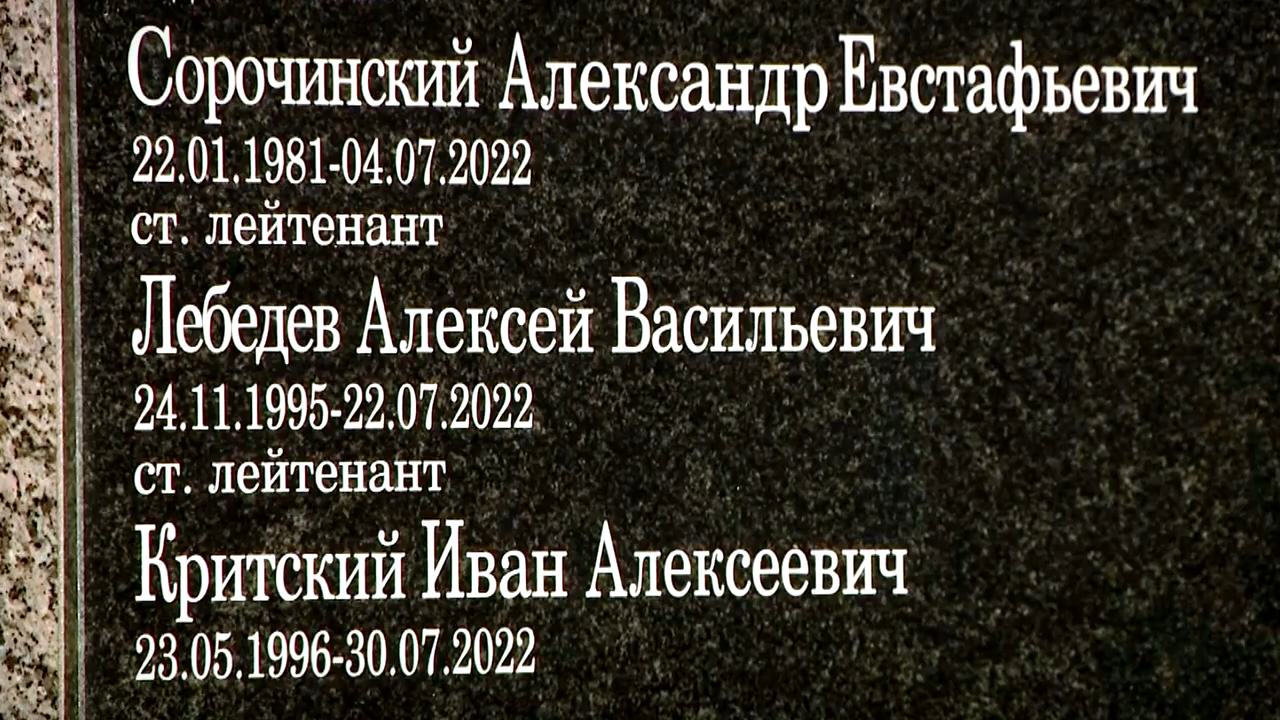 Сорочинский Александр Евстафьевич
22.01.1981-04.07.2022
ст. лейтенант
Лебедев Алексей Васильевич
24.11.1995-22.07.2022
ст. лейтенант
Критский Иван Алексеевич
23.05.1996-30.07.2022